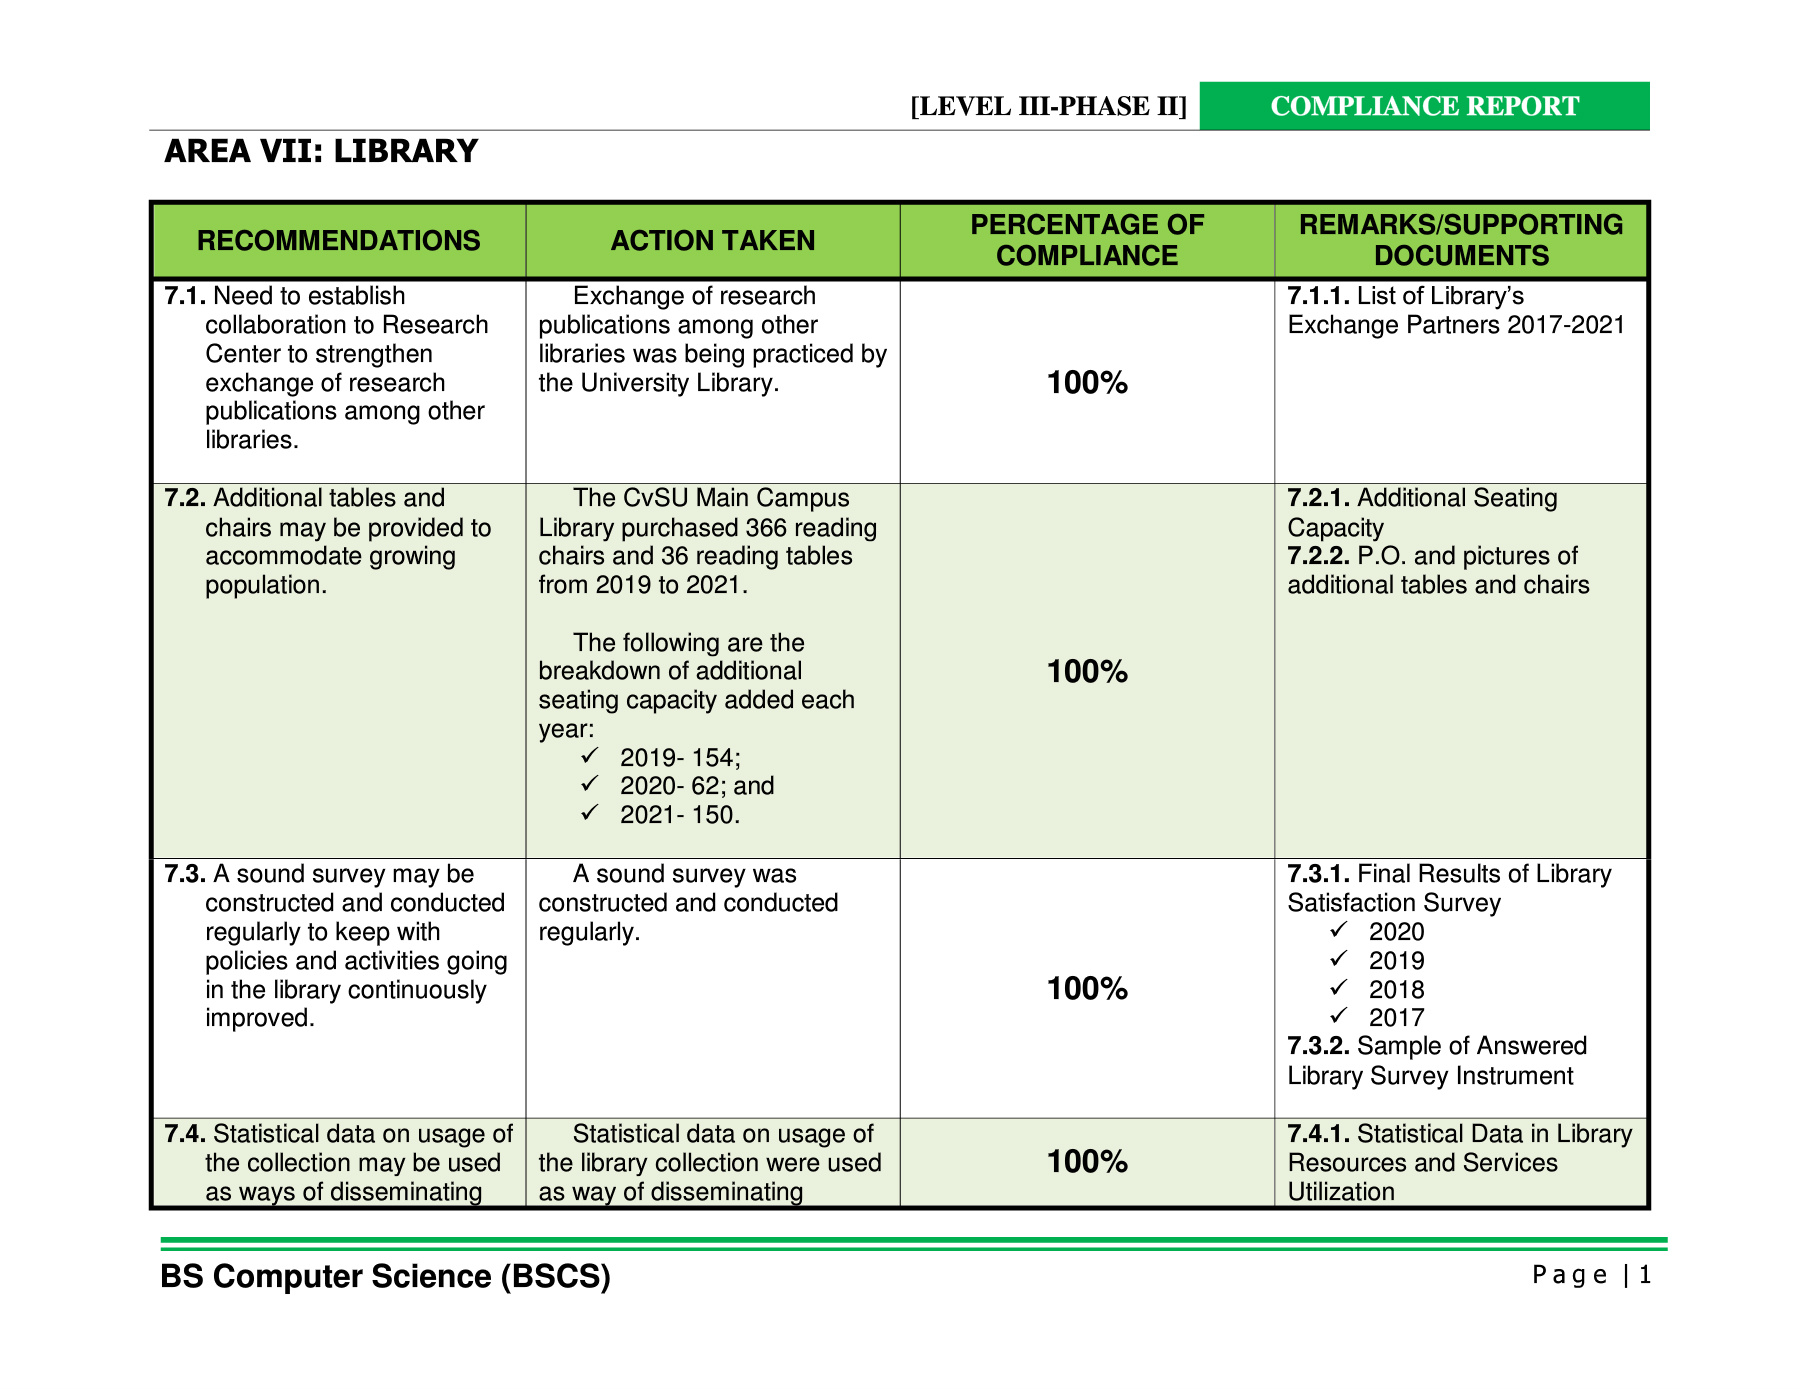 [LEVEL III-PHASE II] COMPLIANCE REPORT
AREA VII: LIBRARY
RECOMMENDATIONS
ACTION TAKEN
PERCENTAGE OF
COMPLIANCE
REMARKS/SUPPORTING
DOCUMENTS
7.1. Need to establish
collaboration to Research
Center to strengthen
exchange of research
publications among other
libraries.
Exchange of research
publications among other
libraries was being practiced by
the University Library.
100%
7.1.1. List of Library’s
Exchange Partners 2017-2021
7.2. Additional tables and
chairs may be provided to
accommodate growing
population.
The CvSU Main Campus
Library purchased 366 reading
chairs and 36 reading tables
from 2019 to 2021.
The following are the
breakdown of additional
seating capacity added each
year:
✓ 2019- 154;
✓ 2020- 62; and
✓ 2021- 150.
100%
7.2.1. Additional Seating
Capacity
7.2.2. P.O. and pictures of
additional tables and chairs
7.3. A sound survey may be
constructed and conducted
regularly to keep with
policies and activities going
in the library continuously
improved.
A sound survey was
constructed and conducted
regularly.
100%
7.3.1. Final Results of Library
Satisfaction Survey
✓ 2020
✓ 2019
✓ 2018
✓ 2017
7.3.2. Sample of Answered
Library Survey Instrument
7.4. Statistical data on usage of
the collection may be used
as ways of disseminating
Statistical data on usage of
the library collection were used
as way of disseminating
100%
7.4.1. Statistical Data in Library
Resources and Services
Utilization
BS Computer Science (BSCS)
Page | 1